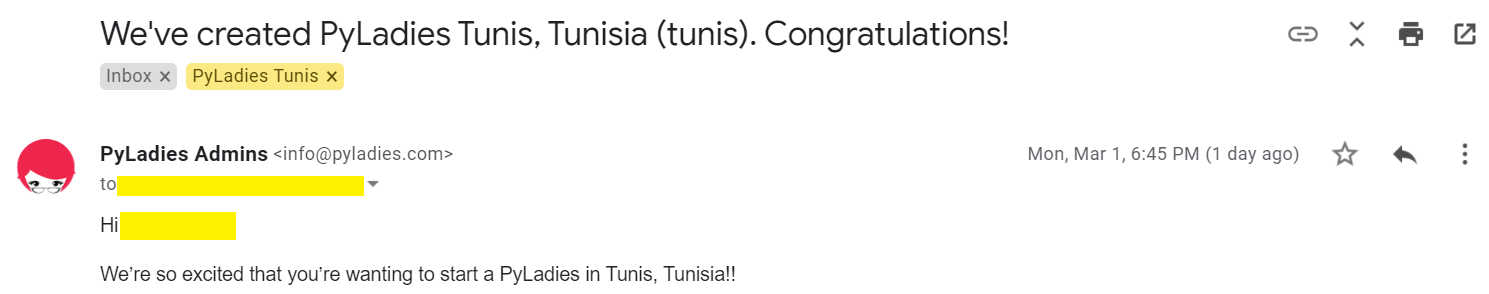 We've created PyLadies Tunis, Tunisia (tunis). Congratulations!
Inbox × PyLadies Tunis ×
PyLadies Admins <info@pyladies.com> Mon, Mar 1, 6:45 PM (1 day ago)
to
Hi
We’re so excited that you’re wanting to start a PyLadies in Tunis, Tunisia!!